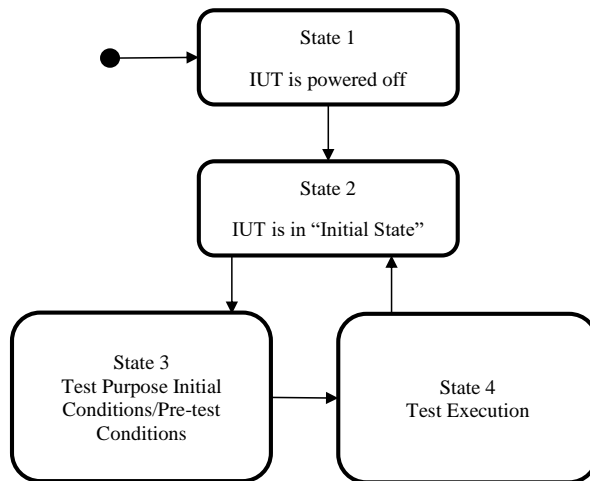 State 1
IUT is powered off
State 2
IUT is in “Initial State”
State 3
Test Purpose Initial
Conditions/Pre-test
Conditions
State 4
Test Execution